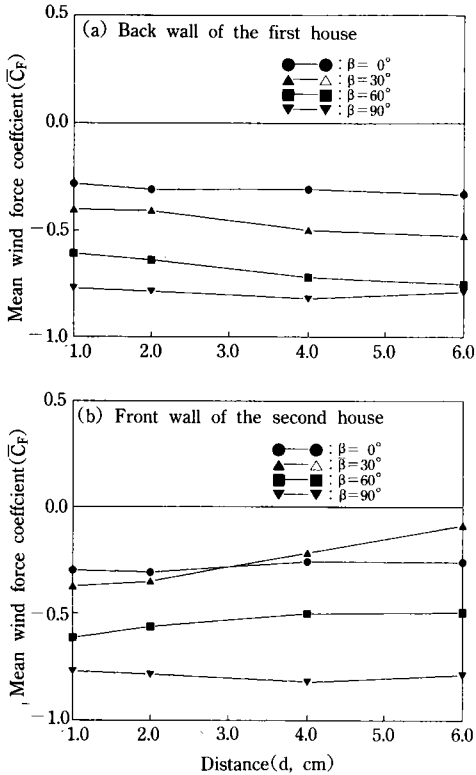 0.5
(a) Back wall of the first house
●—●: β= 0°
▲—△: β=30°
■—■: β=60°
▼—▼: β=90°
0.0
−0.5
−1.0
Mean wind force coeffcient(C̅F)
1.0 2.0 3.0 4.0 5.0 6.0
0.5
(b) Front wall of the second house
●—●: β= 0°
▲—△: β=30°
■—■: β=60°
▼—▼: β=90°
0.0
−0.5
−1.0
Mean wind force coeffcient(C̅F)
1.0 2.0 3.0 4.0 5.0 6.0
Distance(d, cm)